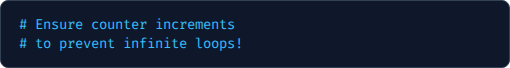 # Ensure counter increments
# to prevent infinite loops!